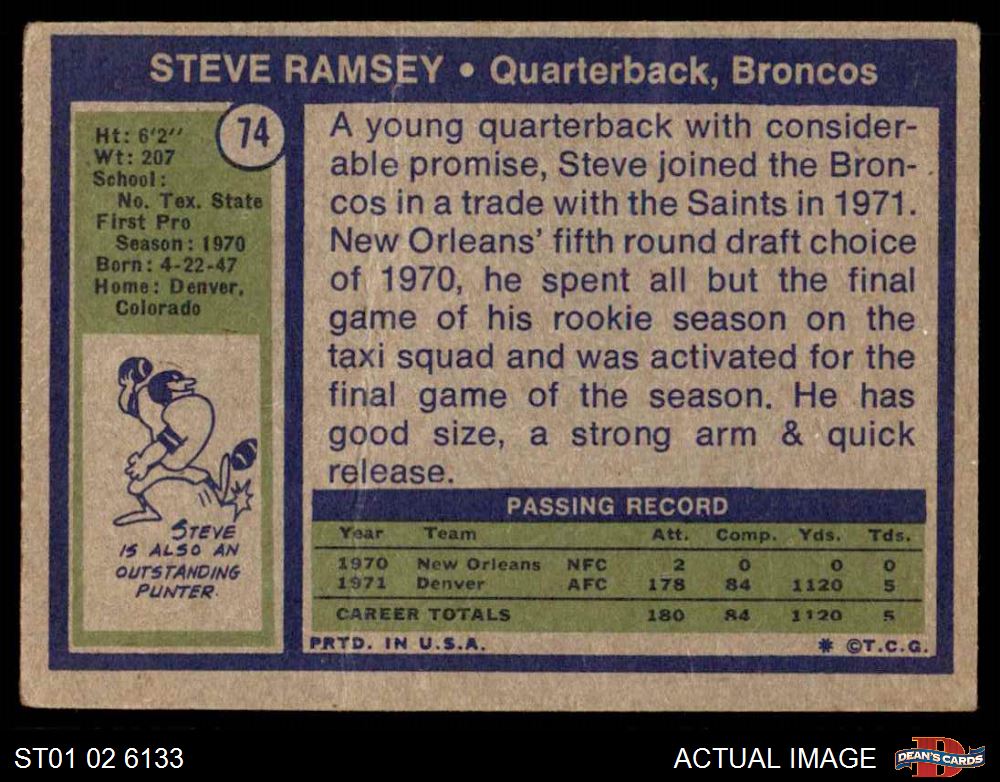 STEVE RAMSEY • Quarterback, Broncos
74
Ht: 6'2''
Wt: 207
School:
No. Tex. State
First Pro
Season: 1970
Born: 4-22-47
Home: Denver,
Colorado
STEVE
IS ALSO AN
OUTSTANDING
PUNTER.
A young quarterback with consider-
able promise, Steve joined the Bron-
cos in a trade with the Saints in 1971.
New Orleans' fifth round draft choice
of 1970, he spent all but the final
game of his rookie season on the
taxi squad and was activated for the
final game of the season. He has
good size, a strong arm & quick
release.
PASSING RECORD
Year Team Att. Comp. Yds. Tds.
1970 New Orleans NFC 2 0 0 0
1971 Denver AFC 178 84 1120 5
CAREER TOTALS 180 84 1120 5
PRTD. IN U.S.A. * ©T.C.G.
ST01 02 6133 ACTUAL IMAGE
D
DEAN'S CARDS